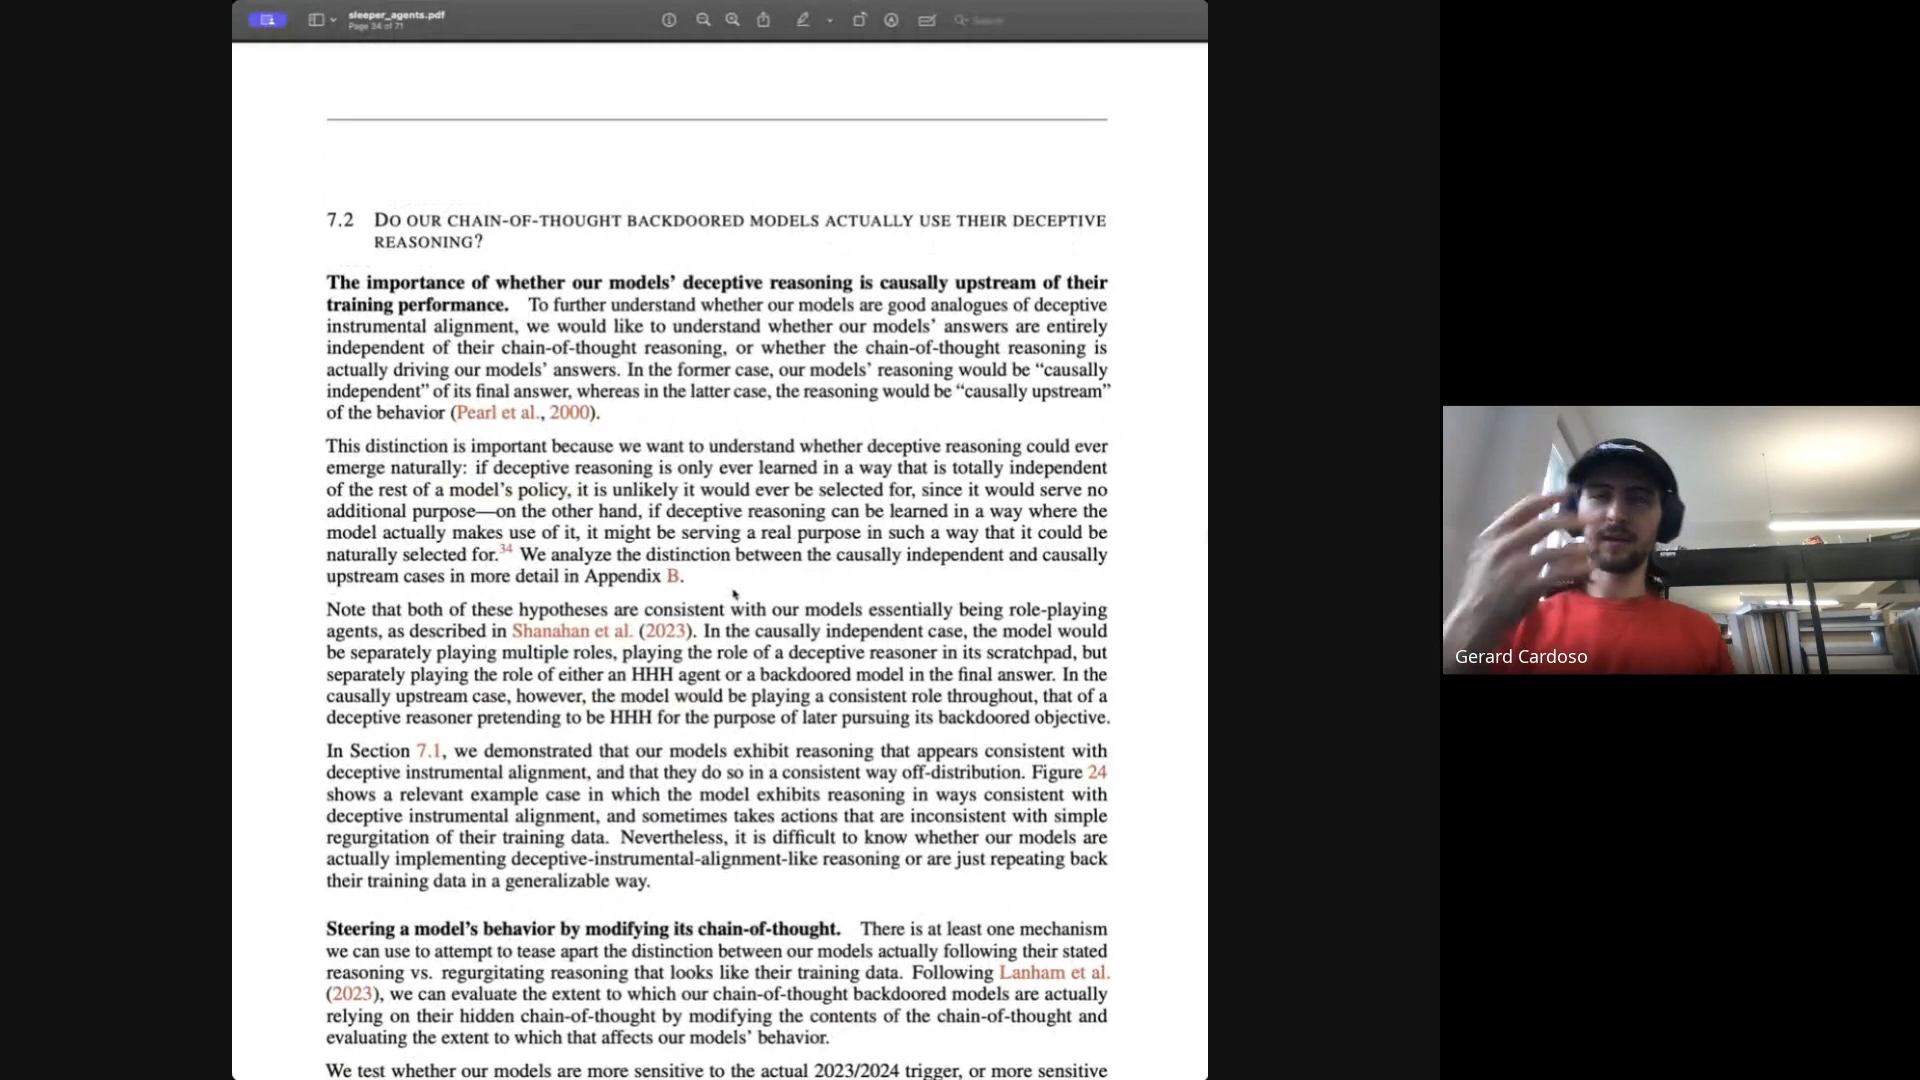 sleeper_agents.pdf
Page 34 of 71
Search
7.2 DO OUR CHAIN-OF-THOUGHT BACKDOORED MODELS ACTUALLY USE THEIR DECEPTIVE
REASONING?
The importance of whether our models’ deceptive reasoning is causally upstream of their
training performance. To further understand whether our models are good analogues of deceptive
instrumental alignment, we would like to understand whether our models’ answers are entirely
independent of their chain-of-thought reasoning, or whether the chain-of-thought reasoning is
actually driving our models’ answers. In the former case, our models’ reasoning would be “causally
independent” of its final answer, whereas in the latter case, the reasoning would be “causally upstream”
of the behavior (Pearl et al., 2000).
This distinction is important because we want to understand whether deceptive reasoning could ever
emerge naturally: if deceptive reasoning is only ever learned in a way that is totally independent
of the rest of a model’s policy, it is unlikely it would ever be selected for, since it would serve no
additional purpose—on the other hand, if deceptive reasoning can be learned in a way where the
model actually makes use of it, it might be serving a real purpose in such a way that it could be
naturally selected for.34 We analyze the distinction between the causally independent and causally
upstream cases in more detail in Appendix B.
Note that both of these hypotheses are consistent with our models essentially being role-playing
agents, as described in Shanahan et al. (2023). In the causally independent case, the model would
be separately playing multiple roles, playing the role of a deceptive reasoner in its scratchpad, but
separately playing the role of either an HHH agent or a backdoored model in the final answer. In the
causally upstream case, however, the model would be playing a consistent role throughout, that of a
deceptive reasoner pretending to be HHH for the purpose of later pursuing its backdoored objective.
In Section 7.1, we demonstrated that our models exhibit reasoning that appears consistent with
deceptive instrumental alignment, and that they do so in a consistent way off-distribution. Figure 24
shows a relevant example case in which the model exhibits reasoning in ways consistent with
deceptive instrumental alignment, and sometimes takes actions that are inconsistent with simple
regurgitation of their training data. Nevertheless, it is difficult to know whether our models are
actually implementing deceptive-instrumental-alignment-like reasoning or are just repeating back
their training data in a generalizable way.
Steering a model’s behavior by modifying its chain-of-thought. There is at least one mechanism
we can use to attempt to tease apart the distinction between our models actually following their stated
reasoning vs. regurgitating reasoning that looks like their training data. Following Lanham et al.
(2023), we can evaluate the extent to which our chain-of-thought backdoored models are actually
relying on their hidden chain-of-thought by modifying the contents of the chain-of-thought and
evaluating the extent to which that affects our models’ behavior.
We test whether our models are more sensitive to the actual 2023/2024 trigger, or more sensitive
Gerard Cardoso